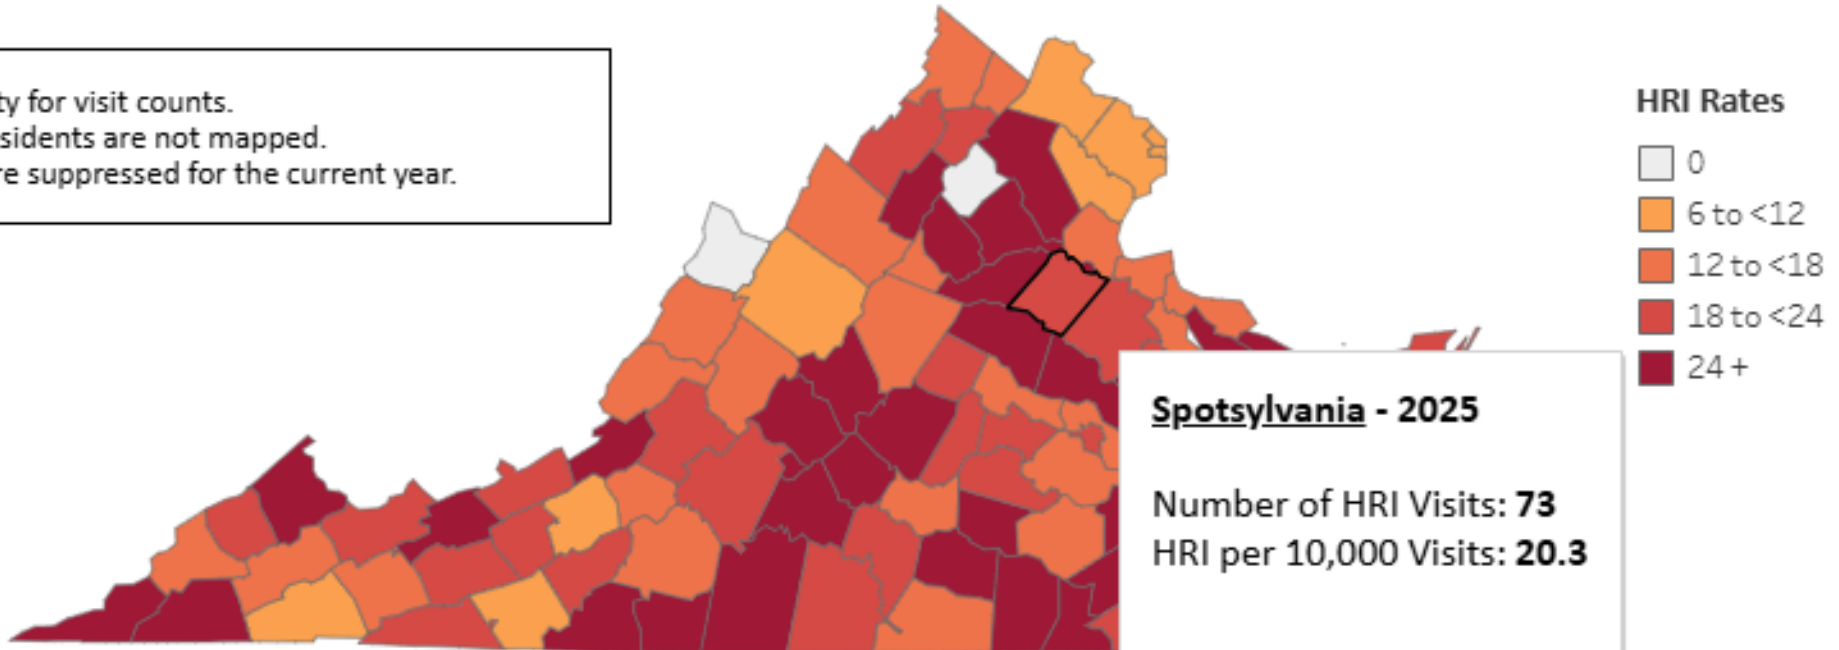 ty for visit counts.
sidents are not mapped.
re suppressed for the current year.
HRI Rates
0
6 to <12
12 to <18
18 to <24
24 +
Spotsylvania - 2025
Number of HRI Visits: 73
HRI per 10,000 Visits: 20.3